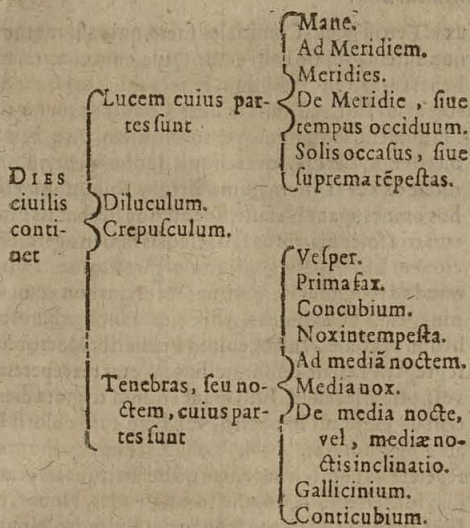 Mane.
Ad Meridiem.
Meridies.
De Meridie, ſiue
tempus occiduum.
Solis occaſus, ſiue
ſuprema tẽpeſtas.
Lucem cuius par-
tes ſunt
DIES
ciuilis
conti-
net
Diluculum.
Crepuſculum.
Tenebras, ſeu no-
ctem, cuius par-
tes ſunt
Veſper.
Prima fax.
Concubium.
Nox intempeſta.
Ad mediã noctem.
Media nox.
De media nocte,
vel, mediæ no-
ctis inclinatio.
Gallicinium.
Conticubium.